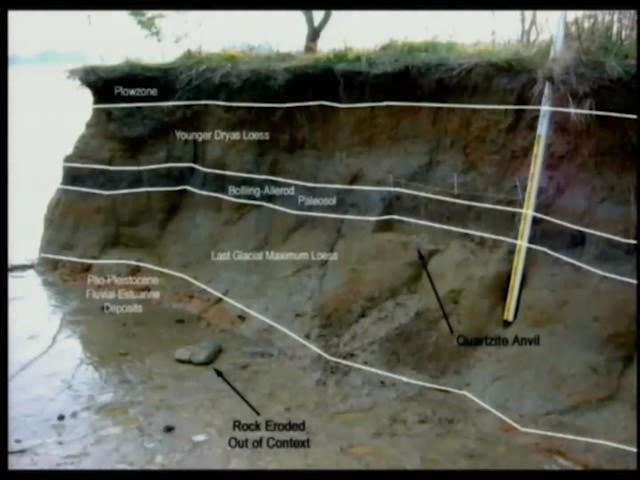 Plowzone
Younger Dryas Loess
Bolling-Allerod
Paleosol
Last Glacial Maximum Loess
Plio-Pleistocene
Fluvial-Estuarine
Deposits
Quartzite Anvil
Rock Eroded
Out of Context